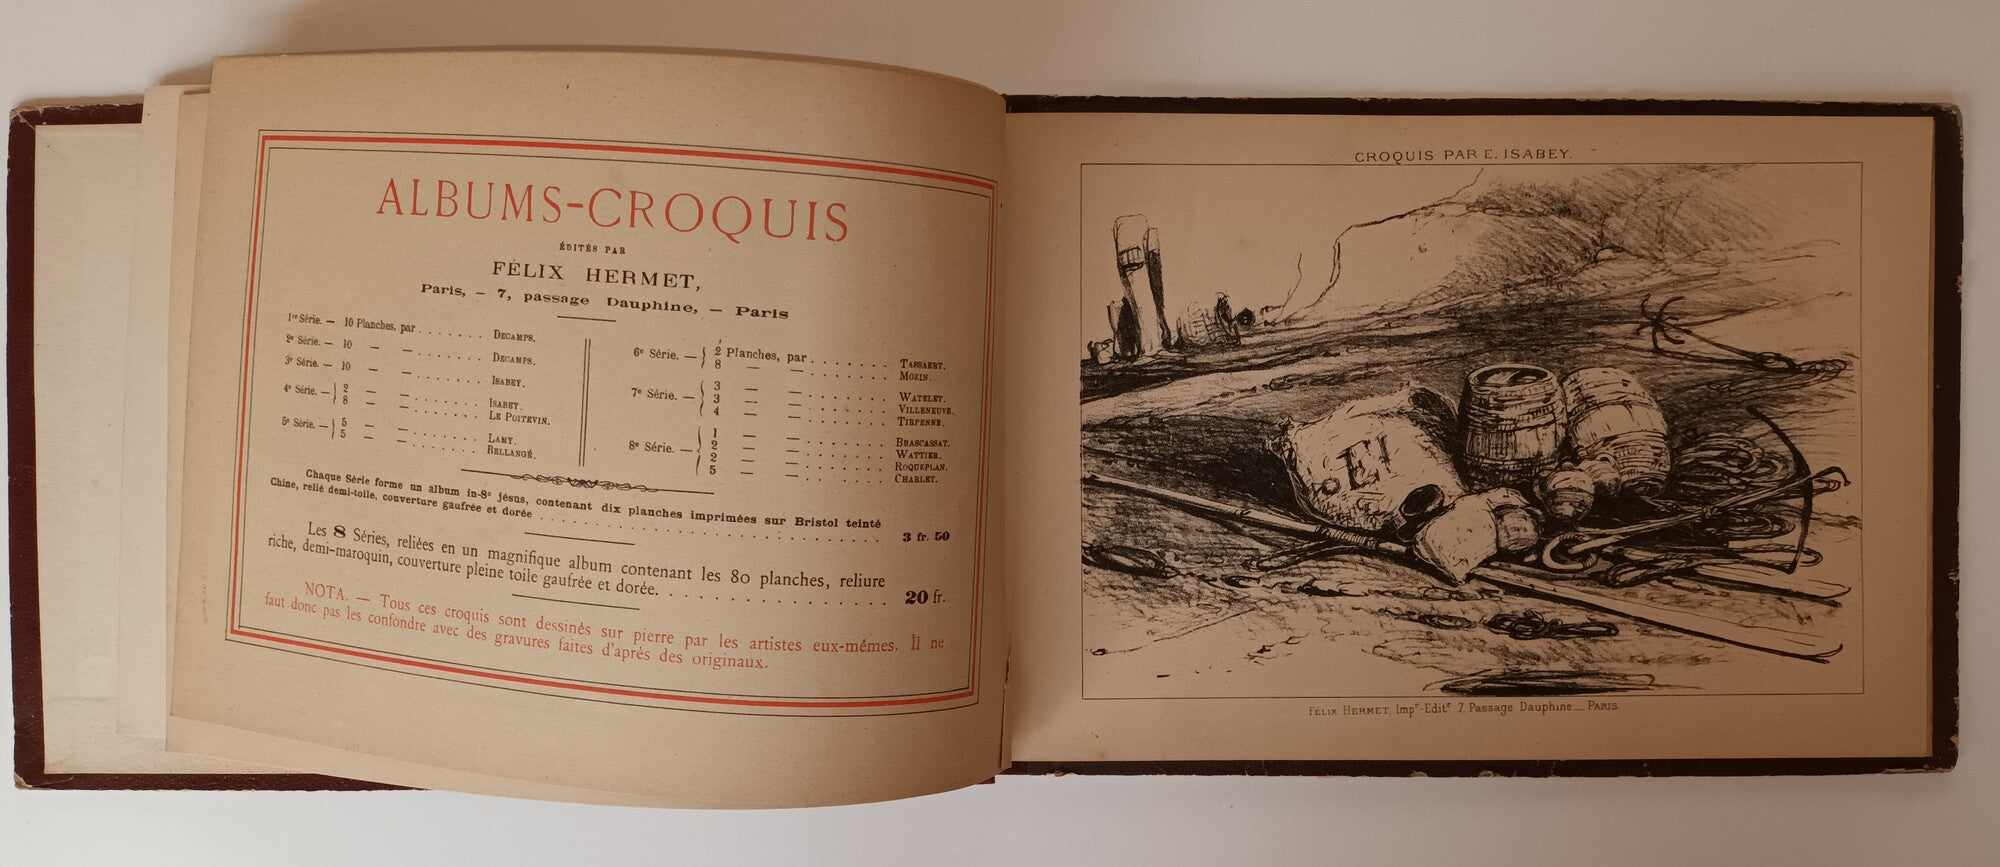 ALBUMS-CROQUIS
ÉDITÉS PAR
FÉLIX HERMET,
Paris, — 7, passage Dauphine, — Paris
1re Série. — 10 Planches, par . . . . . . . DECAMPS.
2e Série. — 10 — — . . . . . . . DECAMPS.
3e Série. — 10 — — . . . . . . . ISABEY.
4e Série. — { 2 — — . . . . . . . ISABEY.
8 — — . . . . . . . LE POITEVIN.
5e Série. — { 5 — — . . . . . . . LAMY.
5 — — . . . . . . . BELLANGÉ.
6e Série. — { 2 Planches, par . . . . . . . TASSAERT.
8 — — . . . . . . . MOZIN.
7e Série. — { 3 — — . . . . . . . WATELET.
3 — — . . . . . . . VILLENEUVE.
4 — — . . . . . . . TIRPENNE.
8e Série. — { 1 — — . . . . . . . BRASCASSAT.
2 — — . . . . . . . WATTIER.
2 — — . . . . . . . ROQUEPLAN.
5 — — . . . . . . . CHARLET.
Chaque Série forme un album in-8° jésus, contenant dix planches imprimées sur Bristol teinté
Chine, relié demi-toile, couverture gaufrée et dorée . . . . . . . 3 fr. 50
Les 8 Séries, reliées en un magnifique album contenant les 80 planches, reliure
riche, demi-maroquin, couverture pleine toile gaufrée et dorée. . . . . . . 20 fr.
NOTA. — Tous ces croquis sont dessinés sur pierre par les artistes eux-mêmes. Il ne
faut donc pas les confondre avec des gravures faites d'après des originaux.
CROQUIS PAR E. ISABEY.
E I
FÉLIX HERMET, Impr-Editr 7, Passage Dauphine _ PARIS.